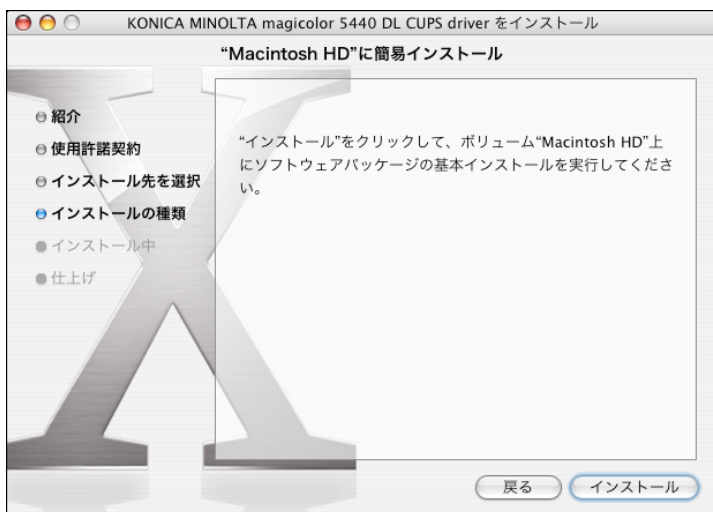 KONICA MINOLTA magicolor 5440 DL CUPS driver をインストール
“Macintosh HD”に簡易インストール
紹介
使用許諾契約
インストール先を選択
インストールの種類
インストール中
仕上げ
“インストール”をクリックして、ボリューム“Macintosh HD”上
にソフトウェアパッケージの基本インストールを実行してくださ
い。
戻る
インストール